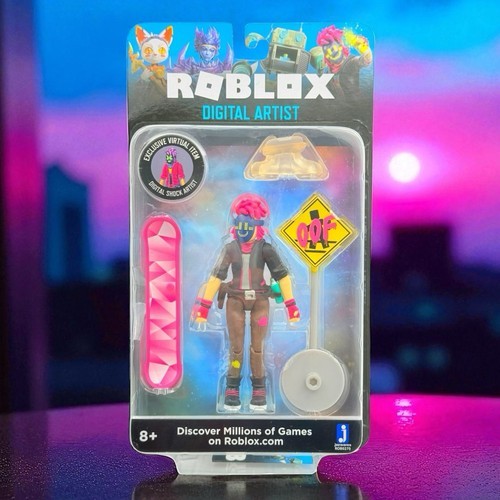 ROBLOX
DIGITAL ARTIST
EXCLUSIVE VIRTUAL ITEM
DIGITAL SHOCK ARTIST
OOF
8+
Discover Millions of Games
on Roblox.com